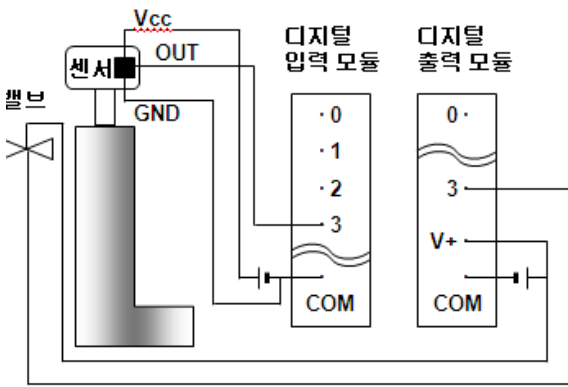 Vcc
센서
OUT
GND
밸브
디지털
입력 모듈
· 0
· 1
· 2
· 3
COM
디지털
출력 모듈
0 ·
3 ·
V+ ·
COM